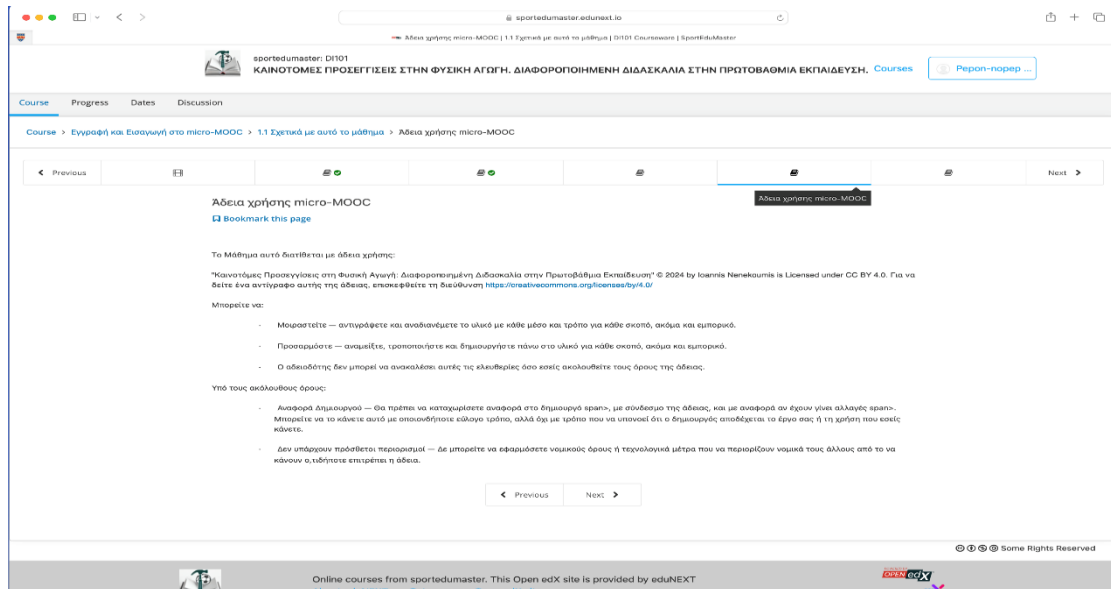 sportedumaster.edunext.io
Άδεια χρήσης micro-MOOC | 1.1 Σχετικά με αυτό το μάθημα | DI101 Courseware | SportEduMaster
sportedumaster: DI101
ΚΑΙΝΟΤΟΜΕΣ ΠΡΟΣΕΓΓΙΣΕΙΣ ΣΤΗΝ ΦΥΣΙΚΗ ΑΓΩΓΗ. ΔΙΑΦΟΡΟΠΟΙΗΜΕΝΗ ΔΙΔΑΣΚΑΛΙΑ ΣΤΗΝ ΠΡΩΤΟΒΑΘΜΙΑ ΕΚΠΑΙΔΕΥΣΗ. Courses Pepon-nopep ...
Course Progress Dates Discussion
Course > Εγγραφή και Εισαγωγή στο micro-MOOC > 1.1 Σχετικά με αυτό το μάθημα > Άδεια χρήσης micro-MOOC
Previous Next
Άδεια χρήσης micro-MOOC
Άδεια χρήσης micro-MOOC
Bookmark this page
Το Μάθημα αυτό διατίθεται με άδεια χρήσης:
"Καινοτόμες Προσεγγίσεις στη Φυσική Αγωγή: Διαφοροποιημένη Διδασκαλία στην Πρωτοβάθμια Εκπαίδευση" © 2024 by Ioannis Nenekoumis is Licensed under CC BY 4.0. Για να
δείτε ένα αντίγραφο αυτής της άδειας, επισκεφθείτε τη διεύθυνση https://creativecommons.org/licenses/by/4.0/
Μπορείτε να:
- Μοιραστείτε — αντιγράψετε και αναδιανέμετε το υλικό με κάθε μέσο και τρόπο για κάθε σκοπό, ακόμα και εμπορικό.
- Προσαρμόστε — αναμείξτε, τροποποιήστε και δημιουργήστε πάνω στο υλικό για κάθε σκοπό, ακόμα και εμπορικό.
- Ο αδειοδότης δεν μπορεί να ανακαλέσει αυτές τις ελευθερίες όσο εσείς ακολουθείτε τους όρους της άδειας.
Υπό τους ακόλουθους όρους:
- Αναφορά Δημιουργού — Θα πρέπει να καταχωρίσετε αναφορά στο δημιουργό span>, με σύνδεσμο της άδειας, και με αναφορά αν έχουν γίνει αλλαγές span>.
Μπορείτε να το κάνετε αυτό με οποιονδήποτε εύλογο τρόπο, αλλά όχι με τρόπο που να υπονοεί ότι ο δημιουργός αποδέχεται το έργο σας ή τη χρήση που εσείς
κάνετε.
- Δεν υπάρχουν πρόσθετοι περιορισμοί — Δε μπορείτε να εφαρμόσετε νομικούς όρους ή τεχνολογικά μέτρα που να περιορίζουν νομικά τους άλλους από το να
κάνουν ο,τιδήποτε επιτρέπει η άδεια.
Previous Next
Some Rights Reserved
Online courses from sportedumaster. This Open edX site is provided by eduNEXT
OPEN edX